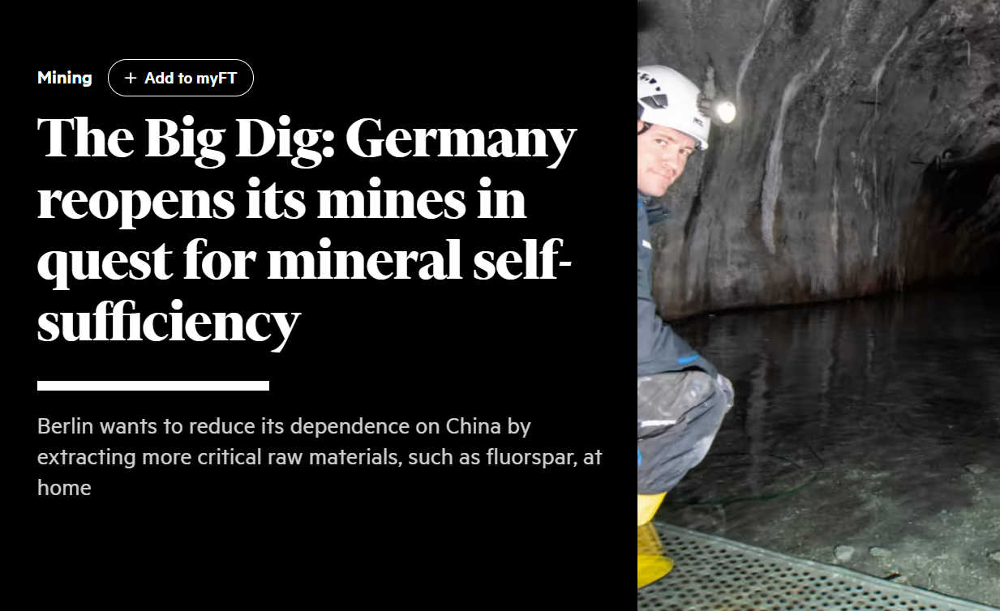 Mining
+ Add to myFT
The Big Dig: Germany
reopens its mines in
quest for mineral self-
sufficiency
Berlin wants to reduce its dependence on China by
extracting more critical raw materials, such as fluorspar, at
home